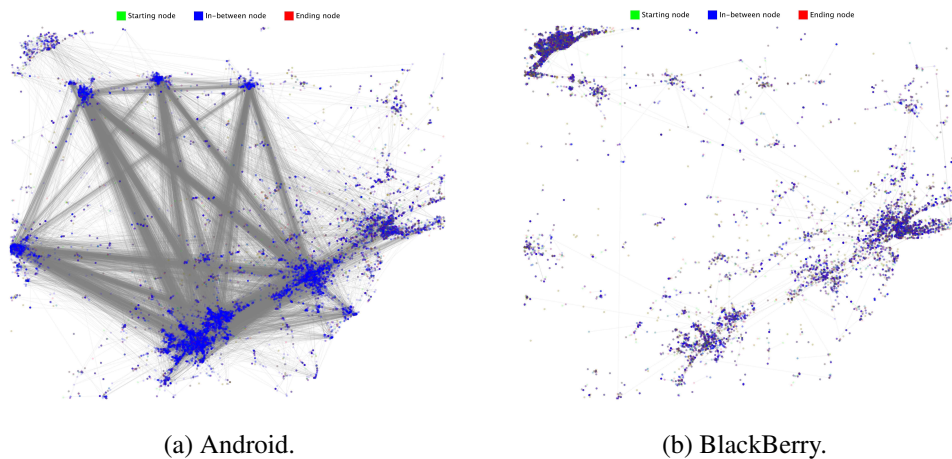 Starting node In-between node Ending node
Starting node In-between node Ending node
(a) Android.
(b) BlackBerry.